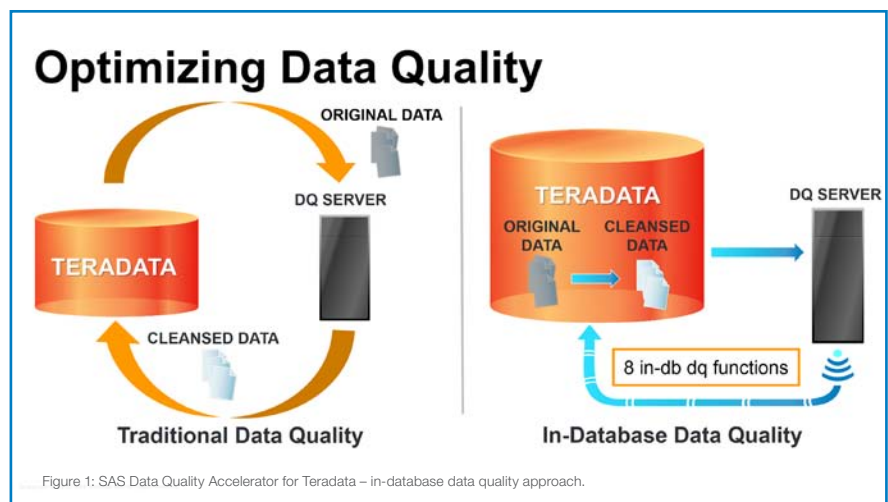 Optimizing Data Quality
ORIGINAL DATA
DQ SERVER
TERADATA
CLEANSED DATA
Traditional Data Quality
TERADATA
ORIGINAL
DATA
CLEANSED
DATA
DQ SERVER
8 in-db dq functions
In-Database Data Quality
Figure 1: SAS Data Quality Accelerator for Teradata – in-database data quality approach.